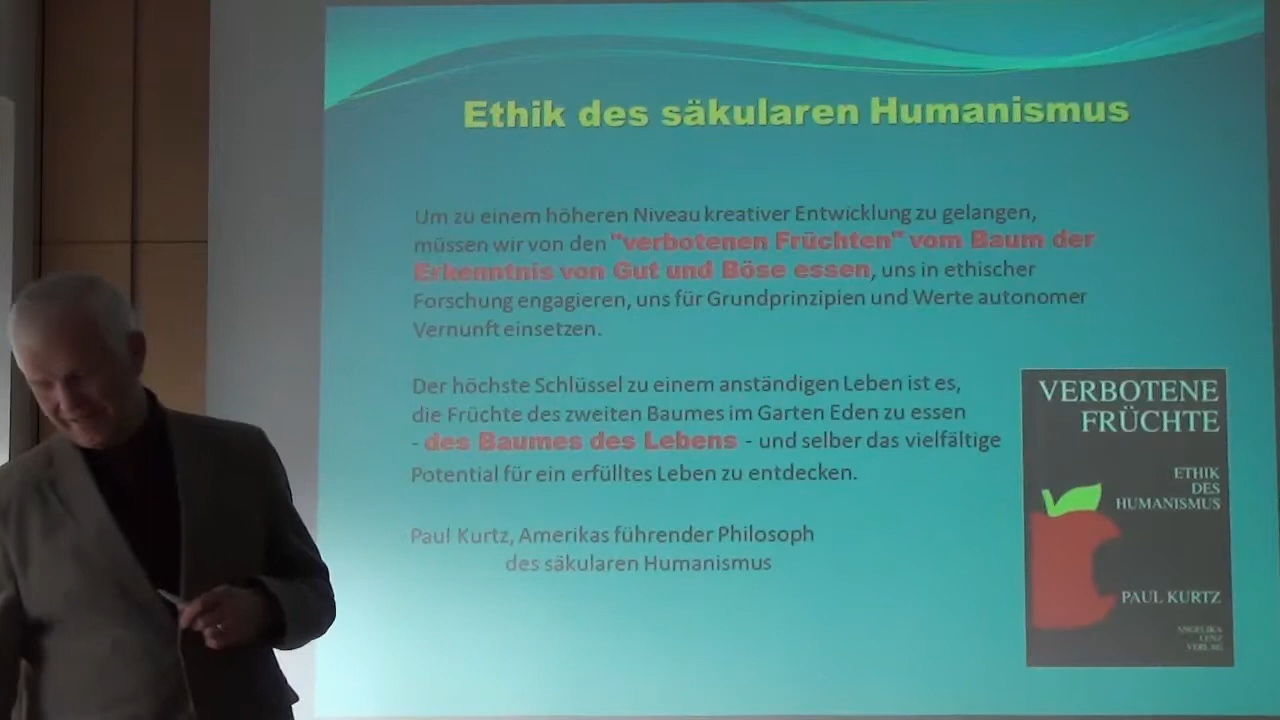 Ethik des säkularen Humanismus
Um zu einem höheren Niveau kreativer Entwicklung zu gelangen,
müssen wir von den "verbotenen Früchten" vom Baum der
Erkenntnis von Gut und Böse essen, uns in ethischer
Forschung engagieren, uns für Grundprinzipien und Werte autonomer
Vernunft einsetzen.
Der höchste Schlüssel zu einem anständigen Leben ist es,
die Früchte des zweiten Baumes im Garten Eden zu essen
- des Baumes des Lebens - und selber das vielfältige
Potential für ein erfülltes Leben zu entdecken.
Paul Kurtz, Amerikas führender Philosoph
des säkularen Humanismus
VERBOTENE
FRÜCHTE
ETHIK
DES
HUMANISMUS
PAUL KURTZ
ANGELIKA
LENZ
VERLAG